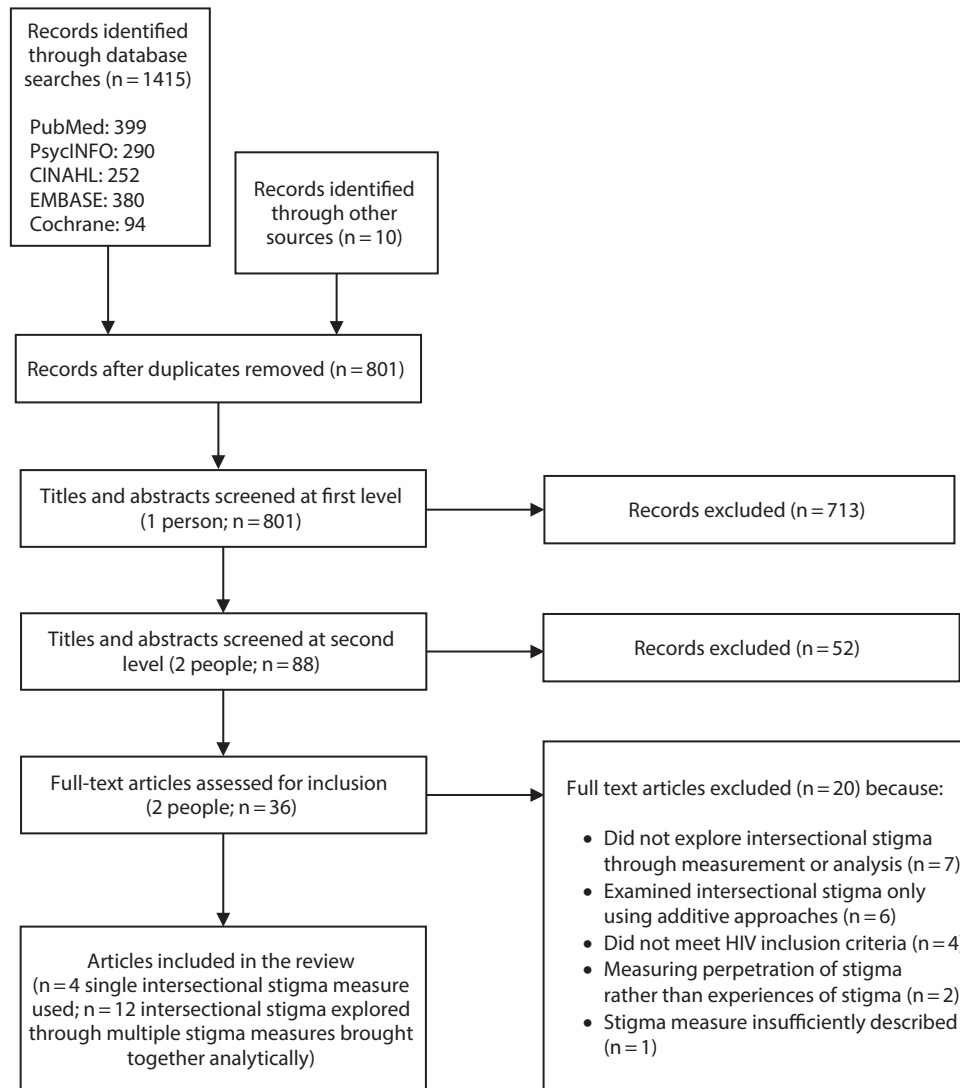 Records identified
through database
searches (n = 1415)
PubMed: 399
PsycINFO: 290
CINAHL: 252
EMBASE: 380
Cochrane: 94
Records identified
through other
sources (n = 10)
Records after duplicates removed (n = 801)
Titles and abstracts screened at first level
(1 person; n = 801)
Records excluded (n = 713)
Titles and abstracts screened at second
level (2 people; n = 88)
Records excluded (n = 52)
Full-text articles assessed for inclusion
(2 people; n = 36)
Full text articles excluded (n = 20) because:
• Did not explore intersectional stigma
through measurement or analysis (n = 7)
• Examined intersectional stigma only
using additive approaches (n = 6)
• Did not meet HIV inclusion criteria (n = 4)
• Measuring perpetration of stigma
rather than experiences of stigma (n = 2)
• Stigma measure insufficiently described
(n = 1)
Articles included in the review
(n = 4 single intersectional stigma measure
used; n = 12 intersectional stigma explored
through multiple stigma measures brought
together analytically)